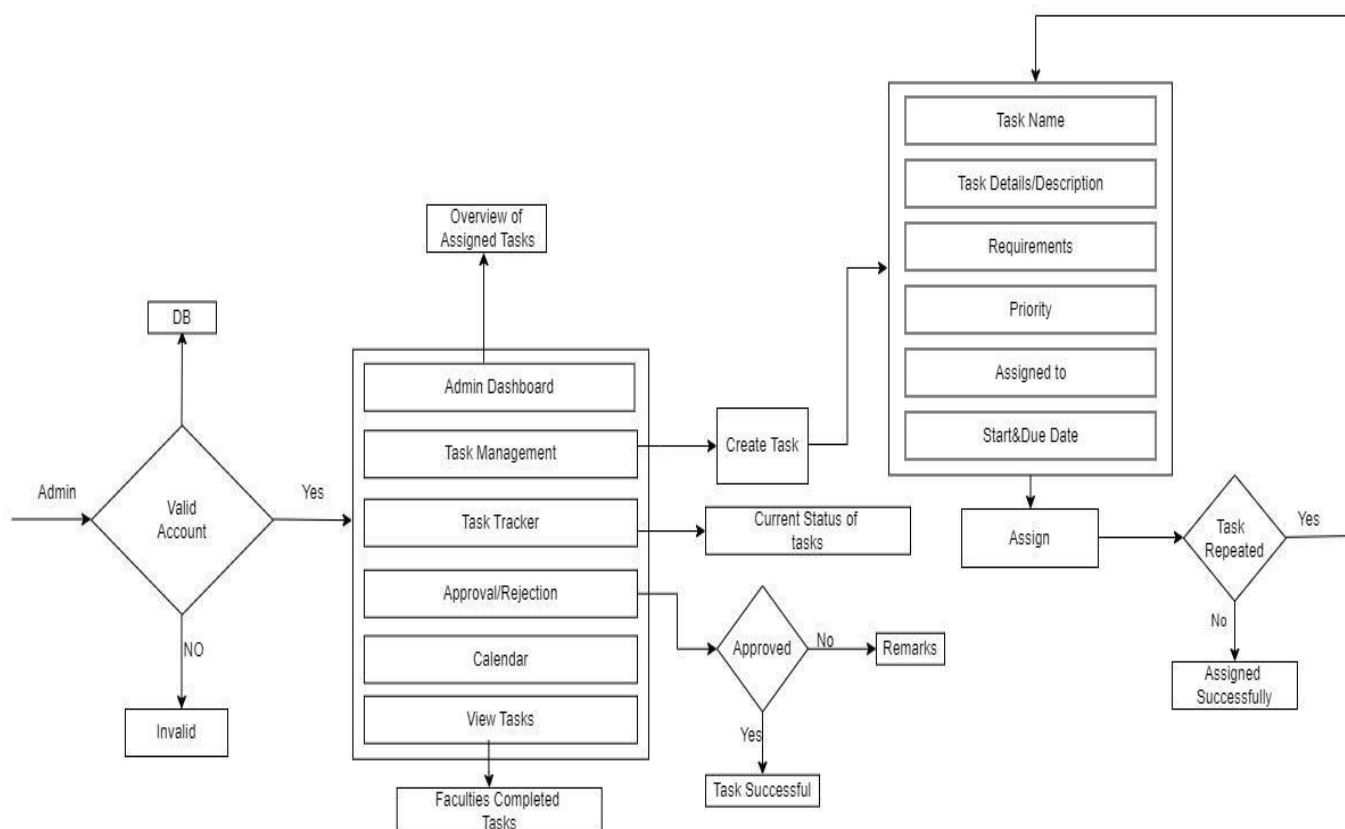 Task Name
Task Details/Description
Requirements
Priority
Assigned to
Start&Due Date
Overview of
Assigned Tasks
DB
Admin
Valid
Account
Yes
NO
Invalid
Admin Dashboard
Task Management
Task Tracker
Approval/Rejection
Calendar
View Tasks
Faculties Completed
Tasks
Create Task
Current Status of
tasks
Approved
No
Remarks
Yes
Task Successful
Assign
Task
Repeated
Yes
No
Assigned
Successfully